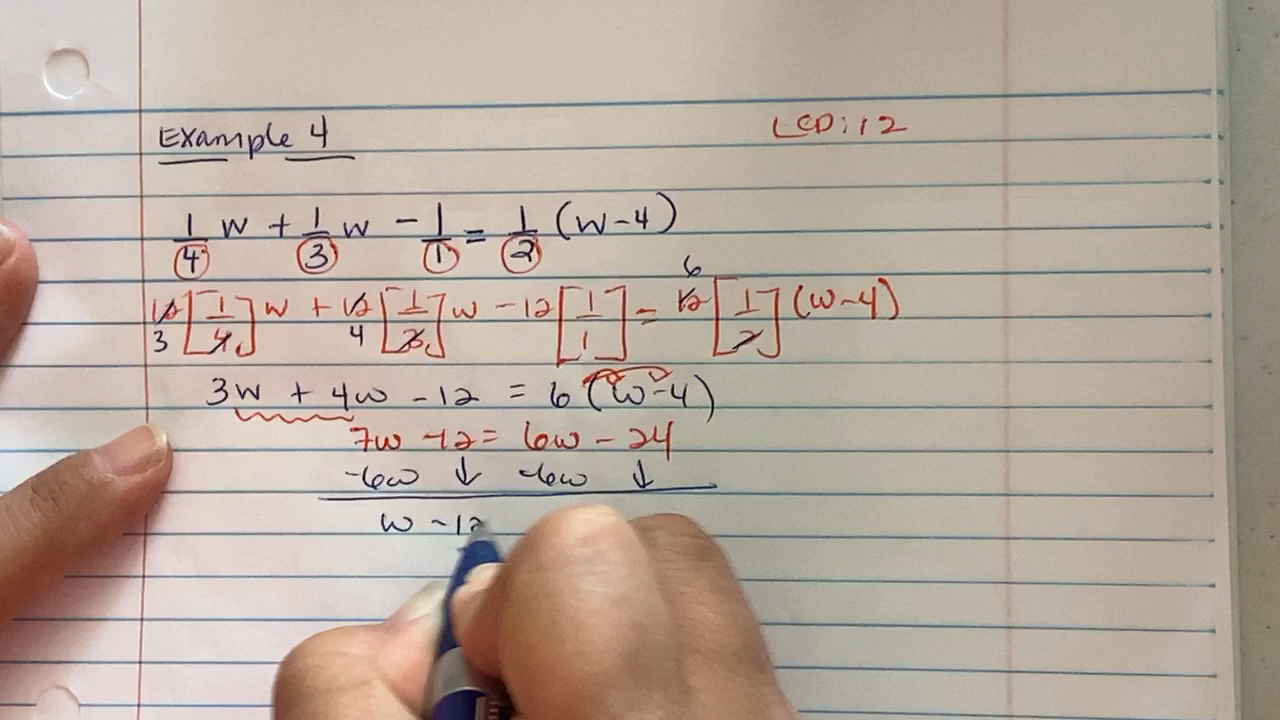 Example 4
LCD: 12
1/4 w + 1/3 w - 1/1 = 1/2 (w-4)
6
12[1/4]w + 12[1/3]w - 12[1/1] = 12[1/2](w-4)
3 4
3w + 4w - 12 = 6(w-4)
7w - 12 = 6w - 24
-6w ↓ -6w ↓
w - 12